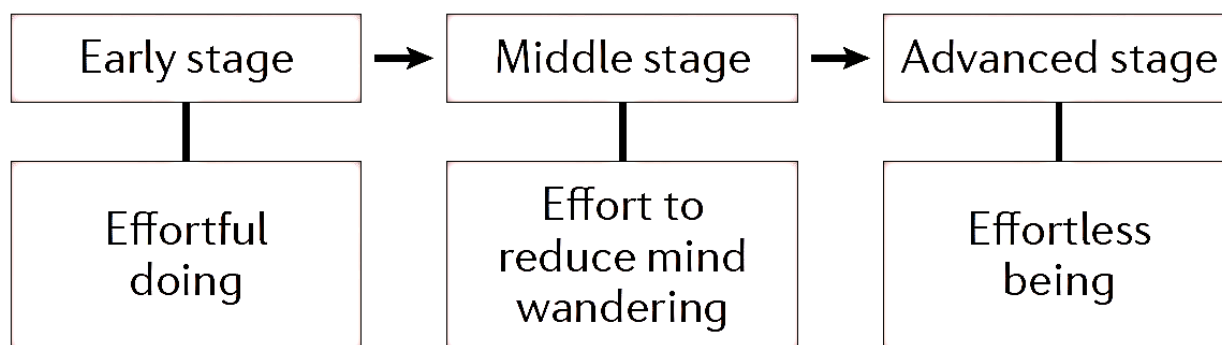 Early stage
Middle stage
Advanced stage
Effortful
doing
Effort to
reduce mind
wandering
Effortless
being